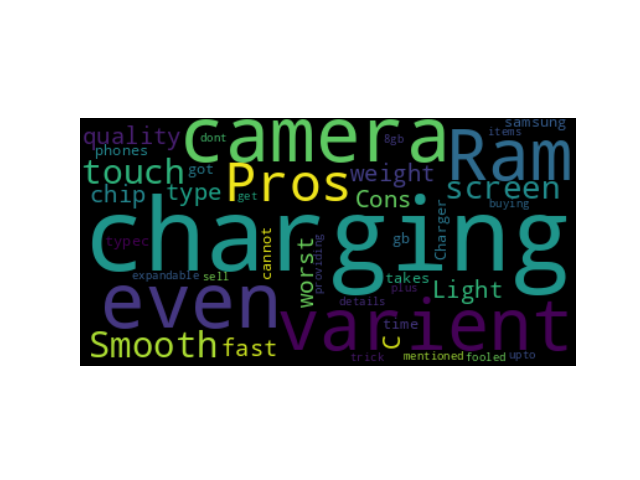 camera
samsung
items
quality
dont
8gb
Ram
phones
touch
got
Pros
weight
screen
chip
type
get
Cons
buying
charging
Charger
typec
cannot
worst
providing
gb
expandable
sell
takes
even
plus
Light
details
varient
time
Smooth
fast
C
trick
mentioned
fooled
upto